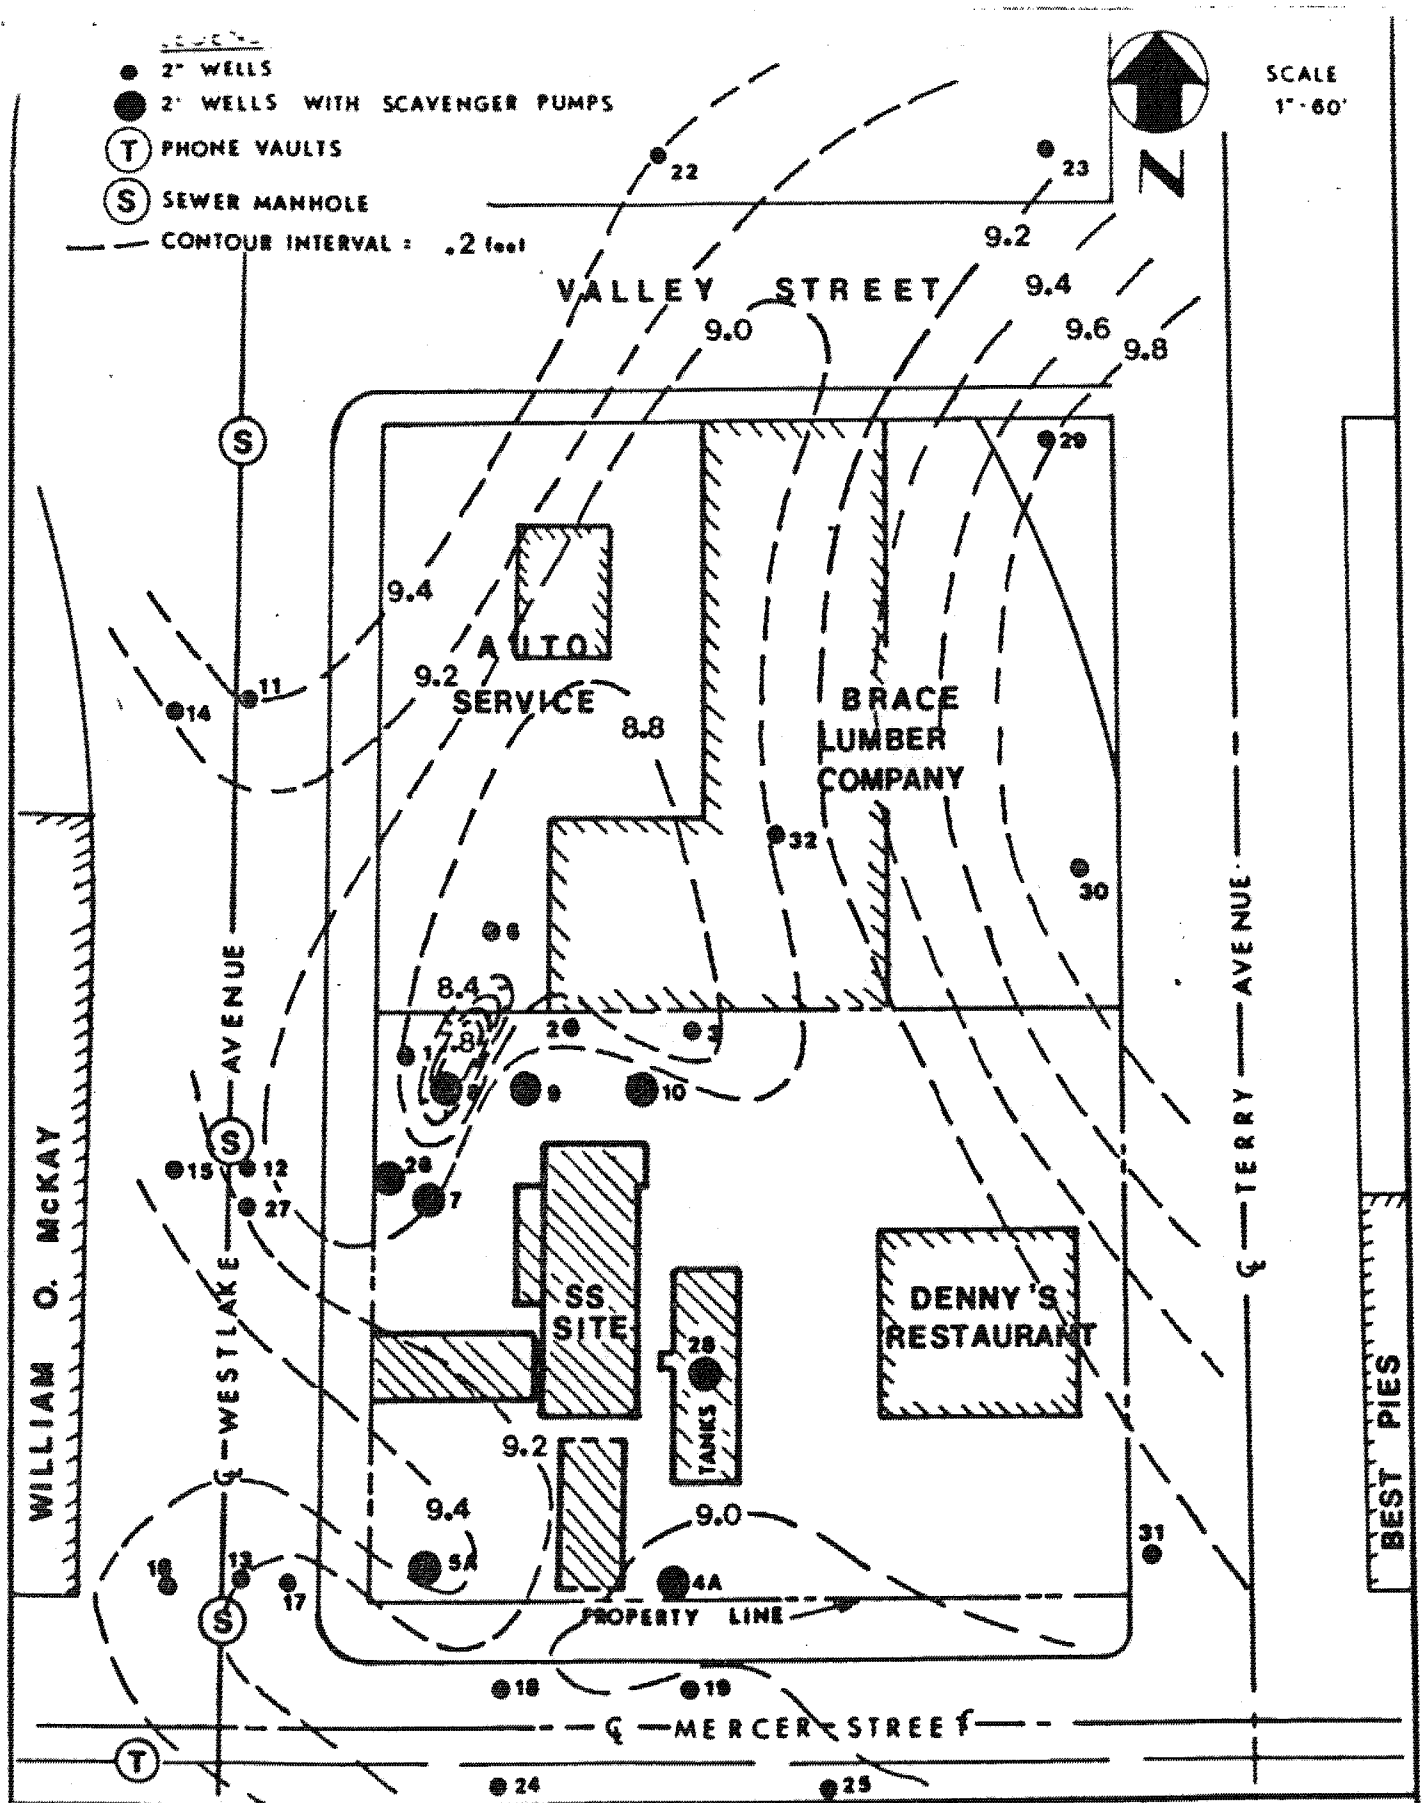 LEGEND
2" WELLS
2' WELLS WITH SCAVENGER PUMPS
T PHONE VAULTS
S SEWER MANHOLE
CONTOUR INTERVAL : .2 feet
SCALE
1"-60'
N
22
23
9.2
9.4
VALLEY STREET
9.0
9.6
9.8
S
29
9.4
AUTO
9.2
SERVICE
11
14
8.8
BRACE
LUMBER
COMPANY
32
30
6
8.4
2
3
1
.8
8
9
10
S
15
12
26
7
27
AVENUE
WESTLAKE
WILLIAM O. McKAY
TERRY AVENUE
SS
SITE
DENNY'S
RESTAURANT
28
TANKS
BEST PIES
9.2
9.4
9.0
31
16
13
17
5A
4A
S
PROPERTY LINE
18
19
MERCER STREET
T
24
25